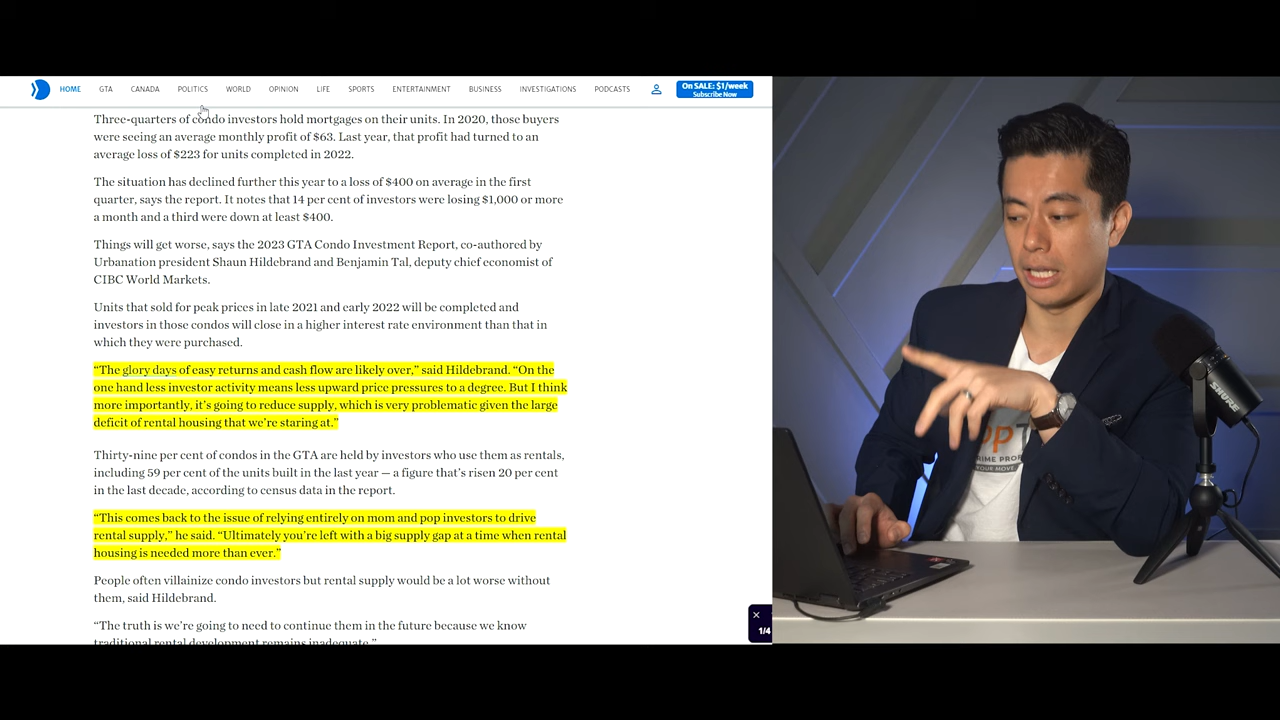 HOME GTA CANADA POLITICS WORLD OPINION LIFE SPORTS ENTERTAINMENT BUSINESS INVESTIGATIONS PODCASTS
On SALE: $1/week
Subscribe Now
Three-quarters of condo investors hold mortgages on their units. In 2020, those buyers
were seeing an average monthly profit of $63. Last year, that profit had turned to an
average loss of $223 for units completed in 2022.
The situation has declined further this year to a loss of $400 on average in the first
quarter, says the report. It notes that 14 per cent of investors were losing $1,000 or more
a month and a third were down at least $400.
Things will get worse, says the 2023 GTA Condo Investment Report, co-authored by
Urbanation president Shaun Hildebrand and Benjamin Tal, deputy chief economist of
CIBC World Markets.
Units that sold for peak prices in late 2021 and early 2022 will be completed and
investors in those condos will close in a higher interest rate environment than that in
which they were purchased.
“The glory days of easy returns and cash flow are likely over,” said Hildebrand. “On the
one hand less investor activity means less upward price pressures to a degree. But I think
more importantly, it’s going to reduce supply, which is very problematic given the large
deficit of rental housing that we’re staring at.”
Thirty-nine per cent of condos in the GTA are held by investors who use them as rentals,
including 59 per cent of the units built in the last year — a figure that’s risen 20 per cent
in the last decade, according to census data in the report.
“This comes back to the issue of relying entirely on mom and pop investors to drive
rental supply,” he said. “Ultimately you’re left with a big supply gap at a time when rental
housing is needed more than ever.”
People often villainize condo investors but rental supply would be a lot worse without
them, said Hildebrand.
“The truth is we’re going to need to continue them in the future because we know
traditional rental development remains inadequate.”
1/4
SHURE
YOUR MOVE.